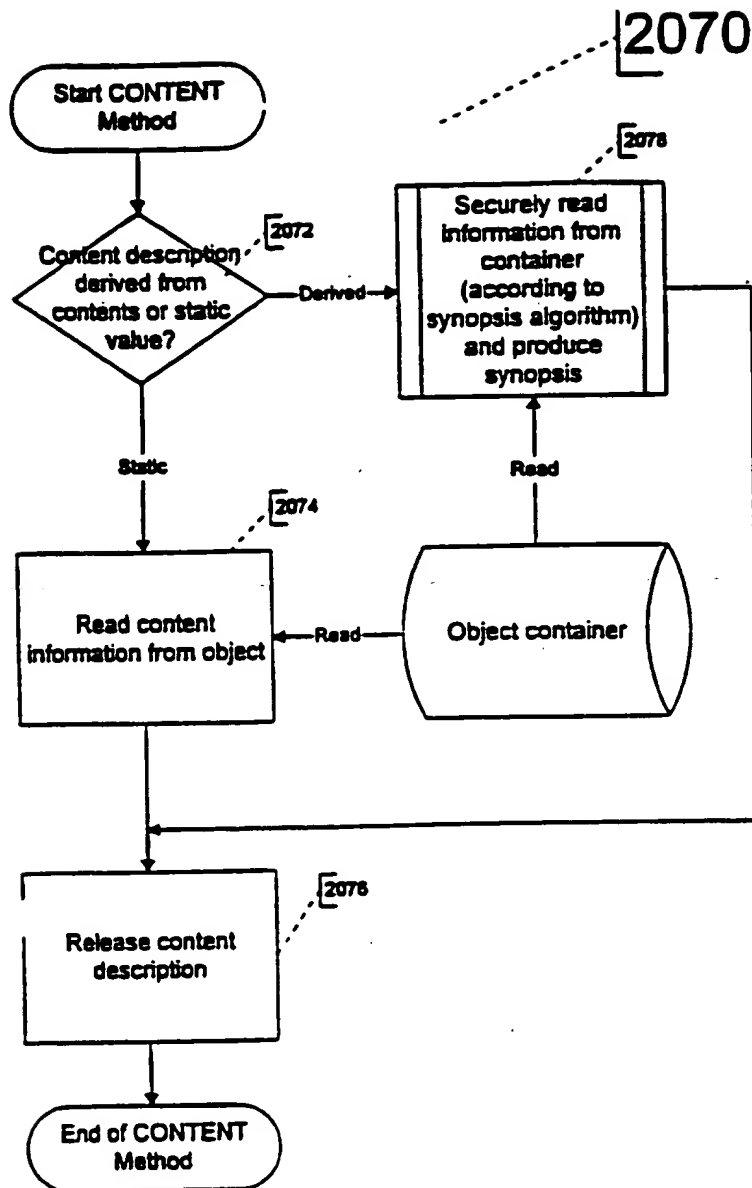 2070
Start CONTENT
Method
2078
2072
Content description
derived from
contents or static
value?
Derived
Securely read
information from
container
(according to
synopsis algorithm)
and produce
synopsis
Static
Read
2074
Read content
information from object
Read
Object container
2076
Release content
description
End of CONTENT
Method